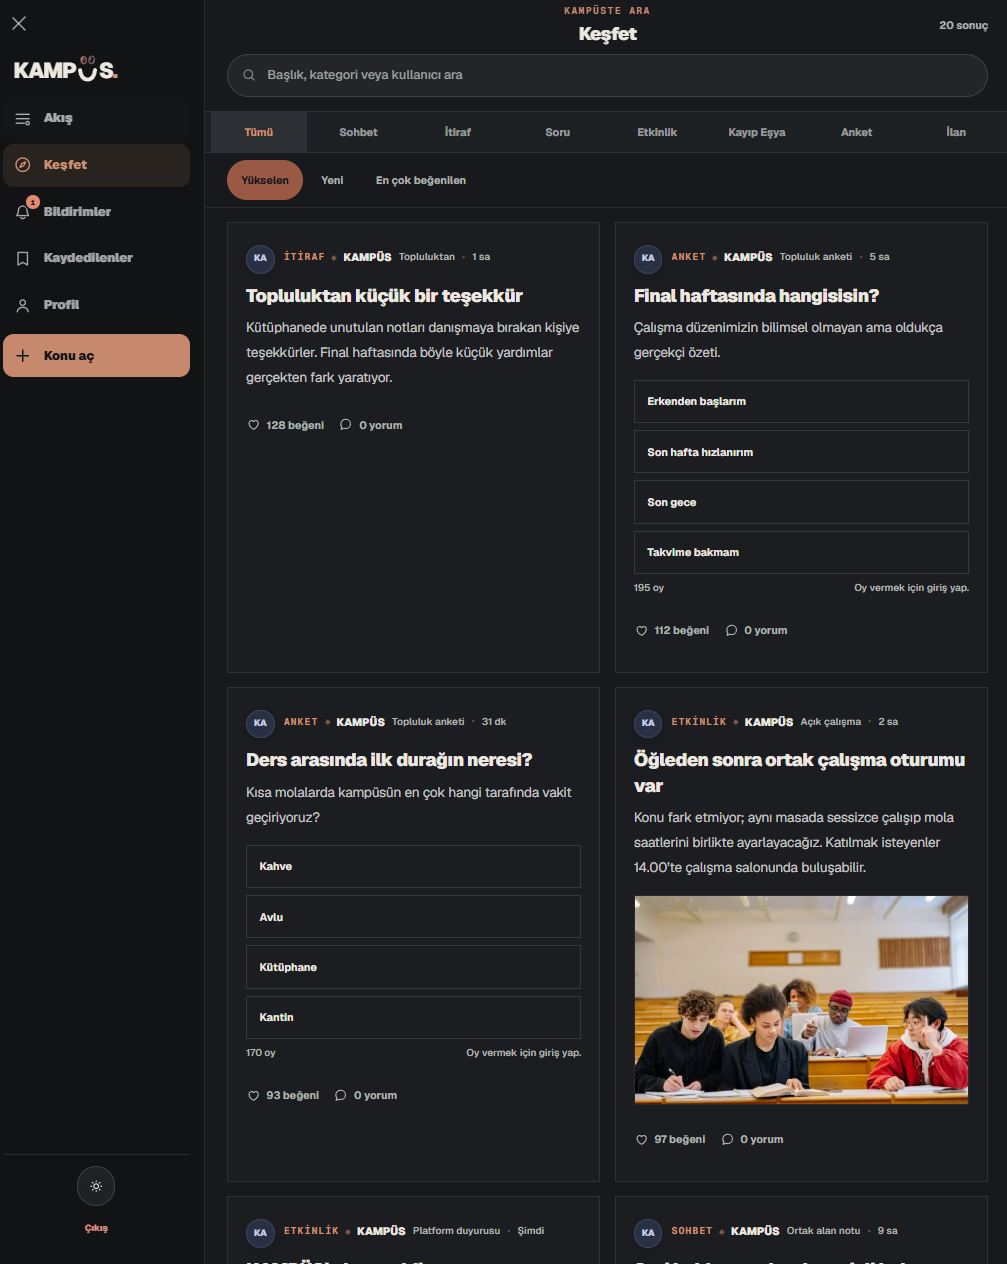 KAMPÜS.
Akış
Keşfet
1
Bildirimler
Kaydedilenler
Profil
Konu aç
Çıkış
KAMPÜSTE ARA
Keşfet
20 sonuç
Başlık, kategori veya kullanıcı ara
Tümü Sohbet İtiraf Soru Etkinlik Kayıp Eşya Anket İlan
Yükselen Yeni En çok beğenilen
KA İTİRAF KAMPÜS Topluluktan · 1 sa
Topluluktan küçük bir teşekkür
Kütüphanede unutulan notları danışmaya bırakan kişiye
teşekkürler. Final haftasında böyle küçük yardımlar
gerçekten fark yaratıyor.
128 beğeni 0 yorum
KA ANKET KAMPÜS Topluluk anketi · 5 sa
Final haftasında hangisisin?
Çalışma düzenimizin bilimsel olmayan ama oldukça
gerçekçi özeti.
Erkenden başlarım
Son hafta hızlanırım
Son gece
Takvime bakmam
195 oy Oy vermek için giriş yap.
112 beğeni 0 yorum
KA ANKET KAMPÜS Topluluk anketi · 31 dk
Ders arasında ilk durağın neresi?
Kısa molalarda kampüsün en çok hangi tarafında vakit
geçiriyoruz?
Kahve
Avlu
Kütüphane
Kantin
170 oy Oy vermek için giriş yap.
93 beğeni 0 yorum
KA ETKİNLİK KAMPÜS Açık çalışma · 2 sa
Öğleden sonra ortak çalışma oturumu
var
Konu fark etmiyor; aynı masada sessizce çalışıp mola
saatlerini birlikte ayarlayacağız. Katılmak isteyenler
14.00'te çalışma salonunda buluşabilir.
97 beğeni 0 yorum
KA ETKİNLİK KAMPÜS Platform duyurusu · Şimdi
KA SOHBET KAMPÜS Ortak alan notu · 9 sa